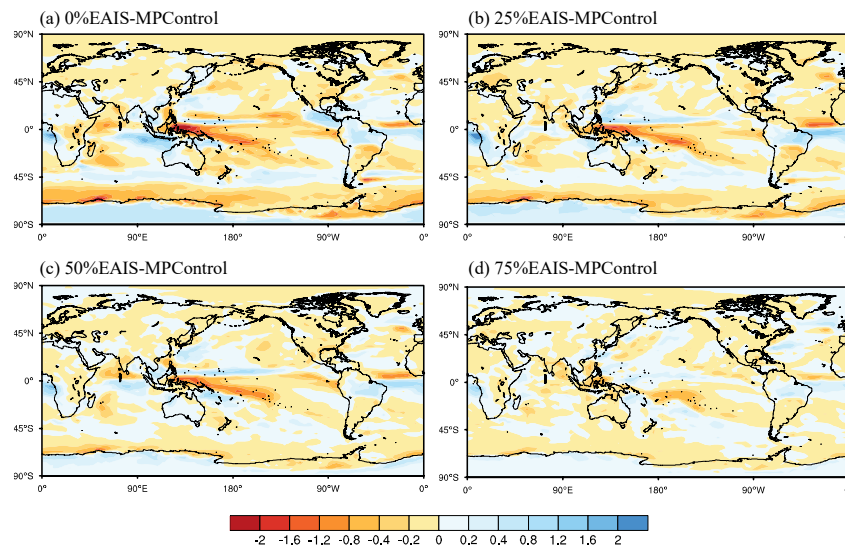 (a) 0%EAIS-MPControl
(b) 25%EAIS-MPControl
90°N
90°N
45°N
45°N
0°
0°
45°S
45°S
90°S
90°S
0° 90°E 180° 90°W 0°
0° 90°E 180° 90°W 0°
(c) 50%EAIS-MPControl
(d) 75%EAIS-MPControl
90°N
90°N
45°N
45°N
0°
0°
45°S
45°S
90°S
90°S
0° 90°E 180° 90°W 0°
0° 90°E 180° 90°W 0°
-2 -1.6 -1.2 -0.8 -0.4 -0.2 0 0.2 0.4 0.8 1.2 1.6 2